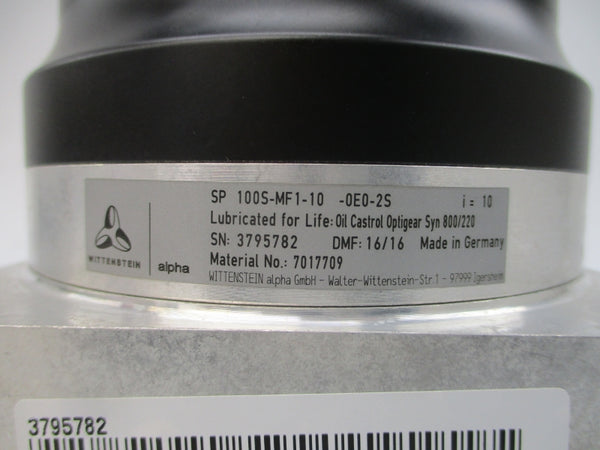 SP 100S-MF1-10 -0E0-2S i = 10
Lubricated for Life: Oil Castrol Optigear Syn 800/220
SN: 3795782 DMF: 16/16 Made in Germany
Material No.: 7017709
WITTENSTEIN alpha GmbH - Walter-Wittenstein-Str.1 - 97999 Igersheim
WITTENSTEIN alpha
3795782